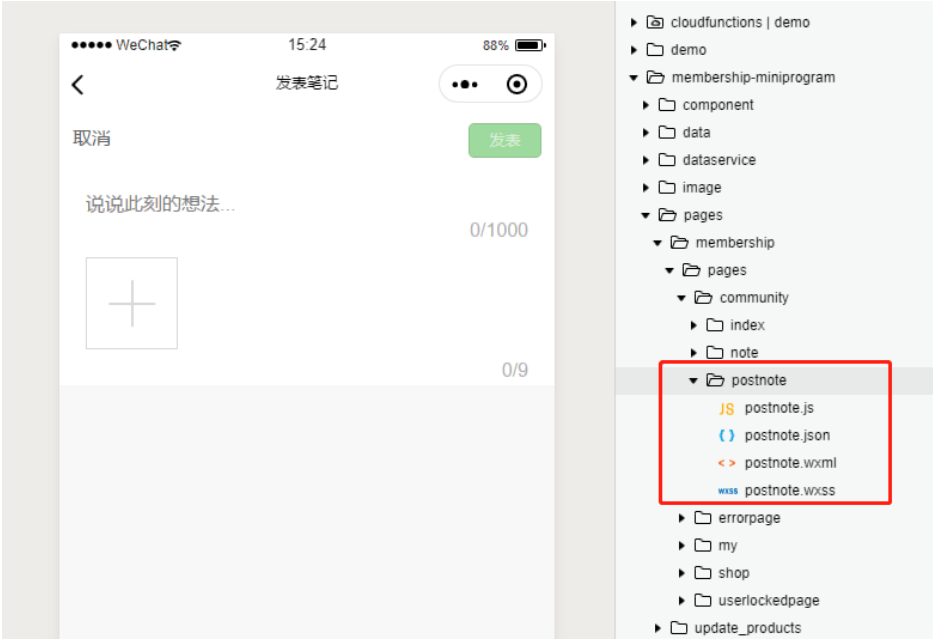 WeChat 15:24 88%
发表笔记
取消 发表
说说此刻的想法...
0/1000
0/9
cloudfunctions | demo
demo
membership-miniprogram
component
data
dataservice
image
pages
membership
pages
community
index
note
postnote
JS postnote.js
{ } postnote.json
< > postnote.wxml
wxss postnote.wxss
errorpage
my
shop
userlockedpage
update_products